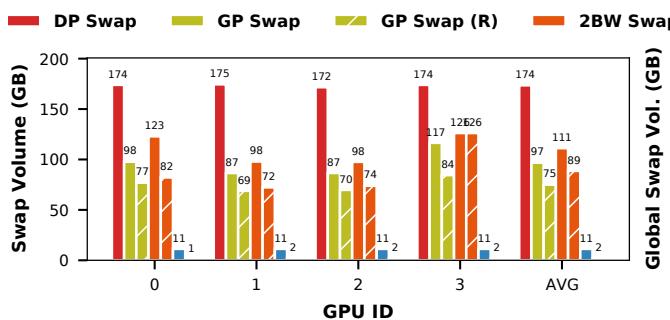 DP Swap GP Swap GP Swap (R) 2BW Swap
Swap Volume (GB)
Global Swap Vol. (GB)
200
150
100
50
0
174 98 77 123 82 11 1
175 87 69 98 72 11 2
172 87 70 98 74 11 2
174 117 84 126 126 11 2
174 97 75 111 89 11 2
0 1 2 3 AVG
GPU ID